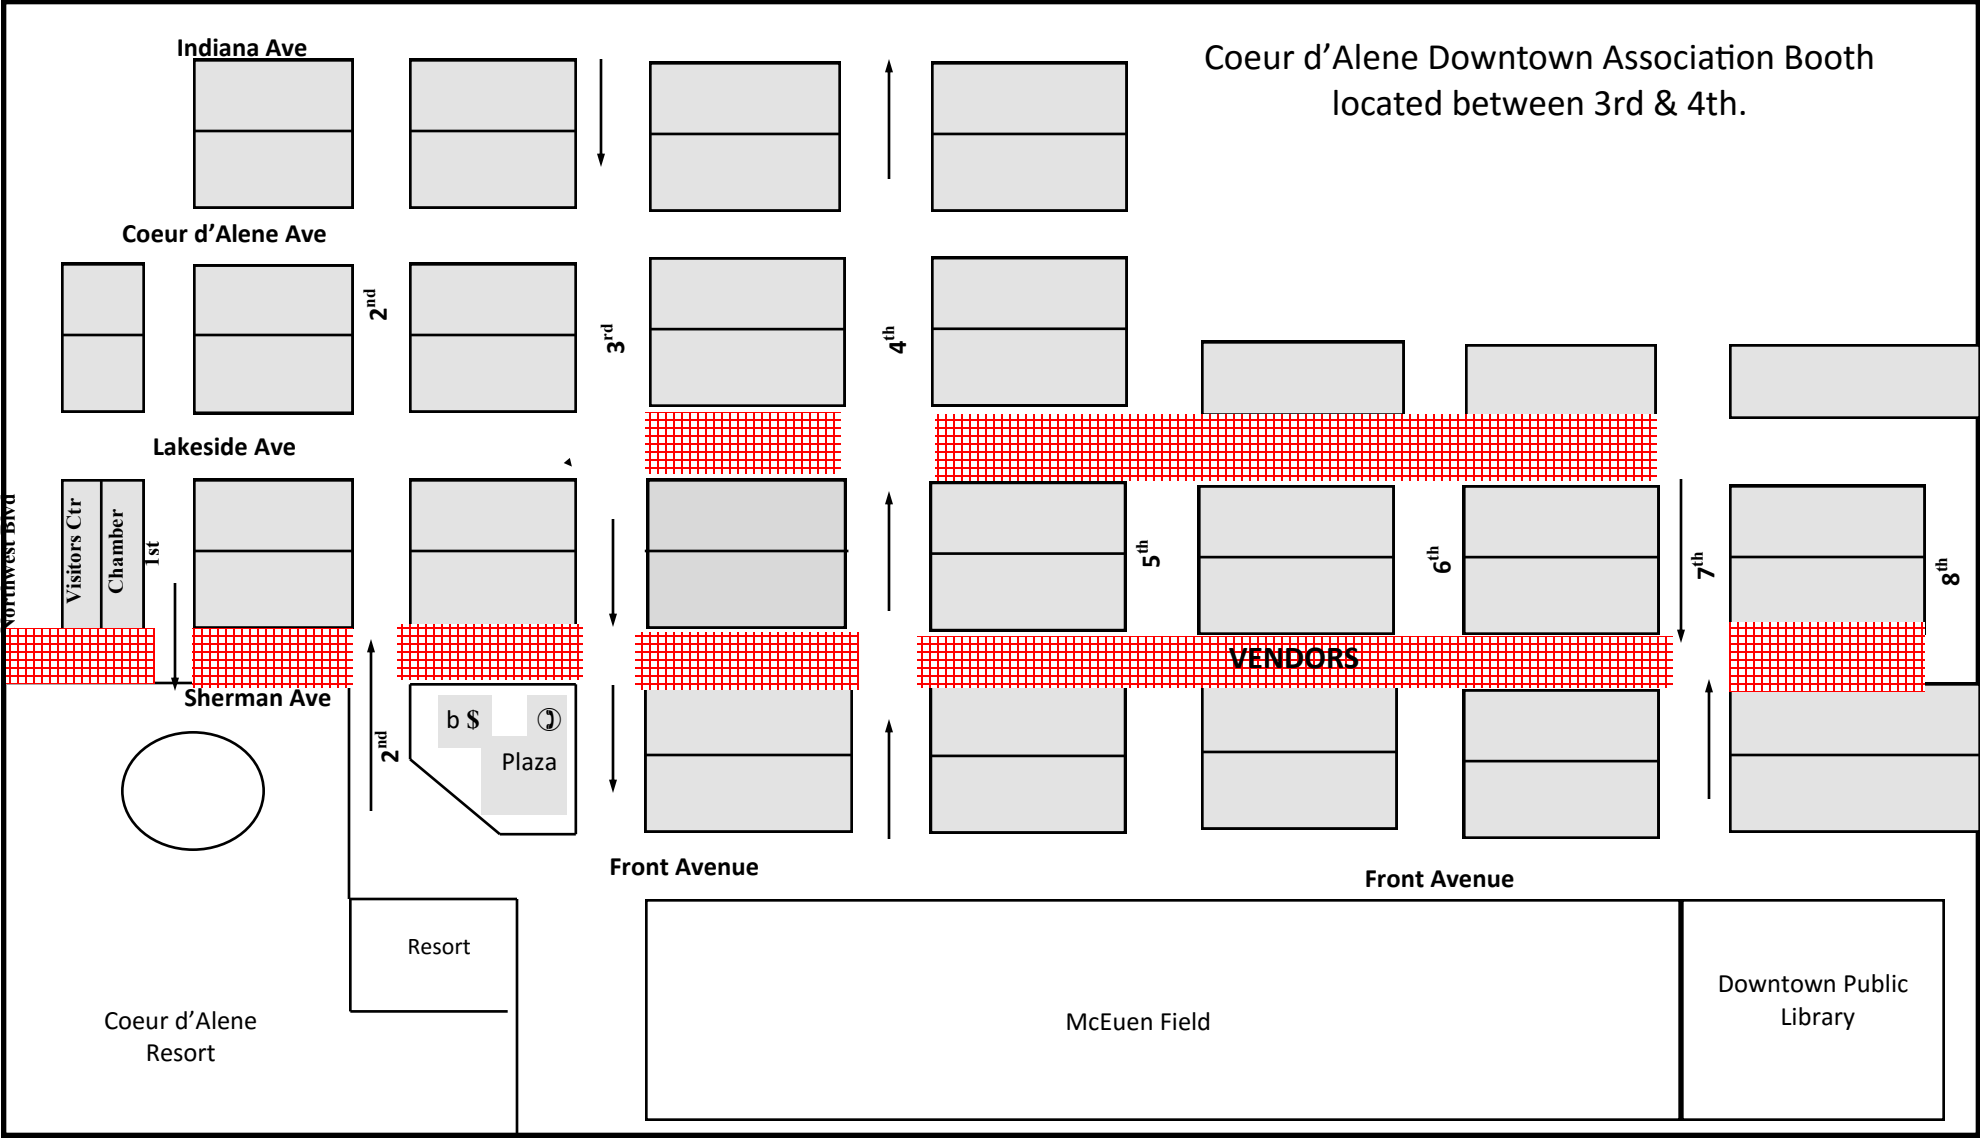 Indiana Ave
Coeur d’Alene Downtown Association Booth
located between 3rd & 4th.
Coeur d’Alene Ave
2nd
3rd
4th
Lakeside Ave
Northwest Blvd
Visitors Ctr
Chamber
1st
5th
6th
7th
8th
VENDORS
Sherman Ave
2nd
b $
Plaza
Front Avenue
Front Avenue
Resort
Coeur d’Alene
Resort
McEuen Field
Downtown Public
Library